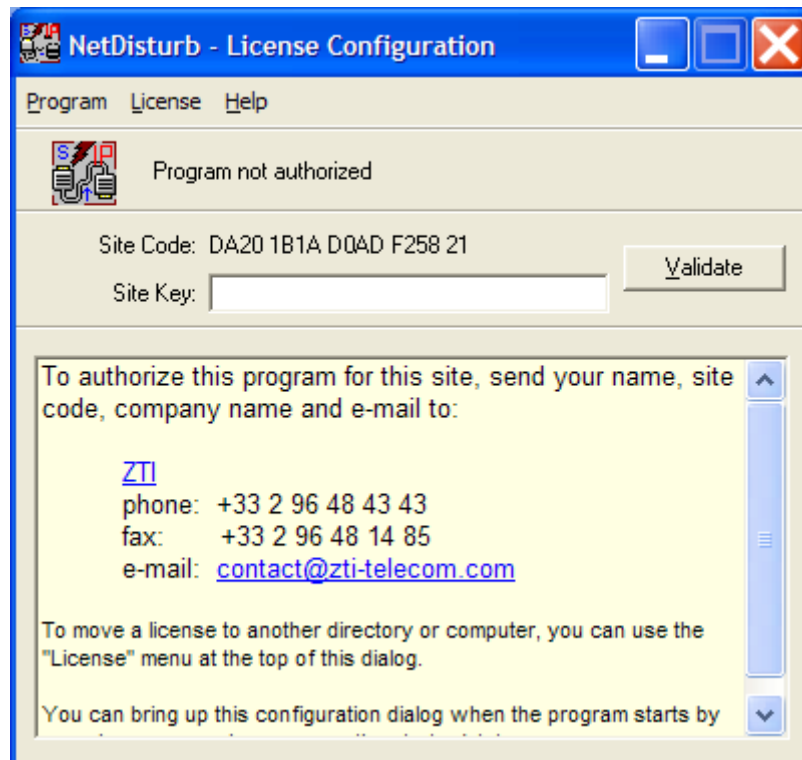 NetDisturb - License Configuration
Program License Help
Program not authorized
Site Code: DA20 1B1A D0AD F258 21
Validate
Site Key:
To authorize this program for this site, send your name, site
code, company name and e-mail to:
ZTI
phone: +33 2 96 48 43 43
fax: +33 2 96 48 14 85
e-mail: contact@zti-telecom.com
To move a license to another directory or computer, you can use the
"License" menu at the top of this dialog.
You can bring up this configuration dialog when the program starts by